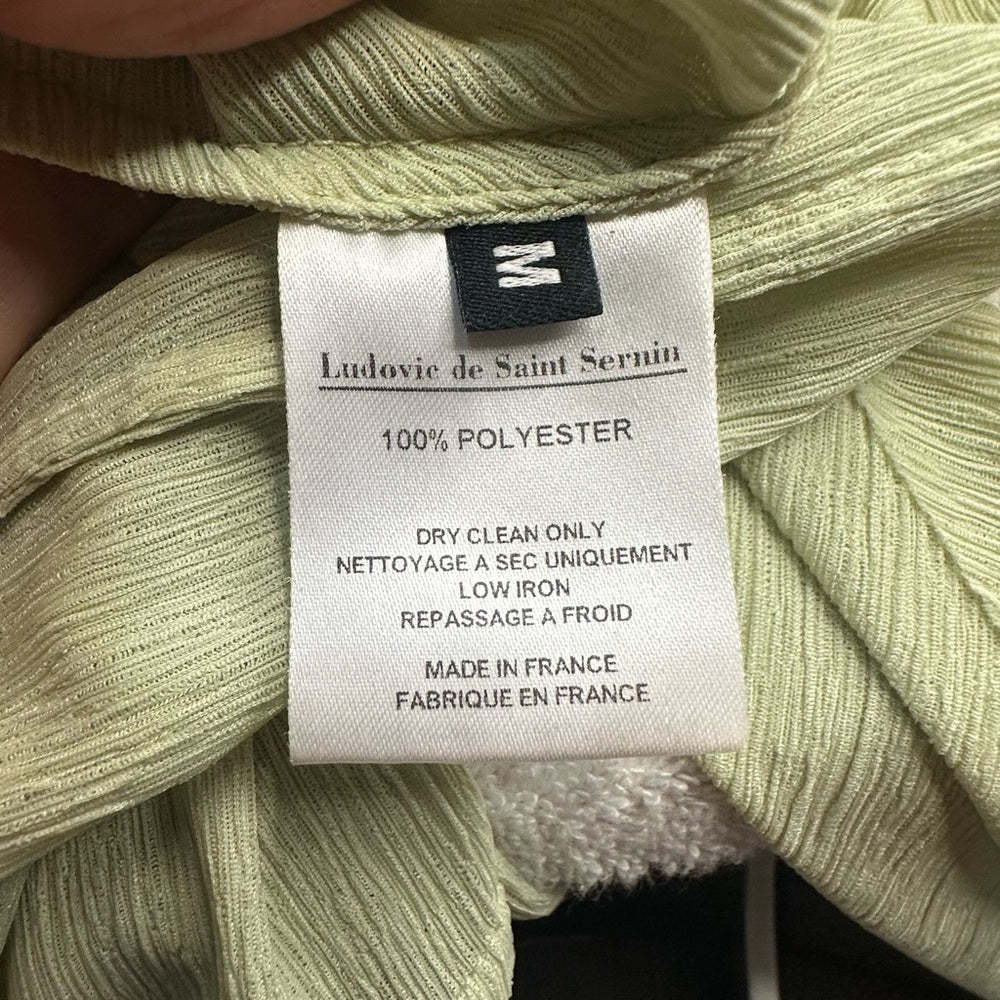 M
Ludovic de Saint Sernin
100% POLYESTER
DRY CLEAN ONLY
NETTOYAGE A SEC UNIQUEMENT
LOW IRON
REPASSAGE A FROID
MADE IN FRANCE
FABRIQUE EN FRANCE